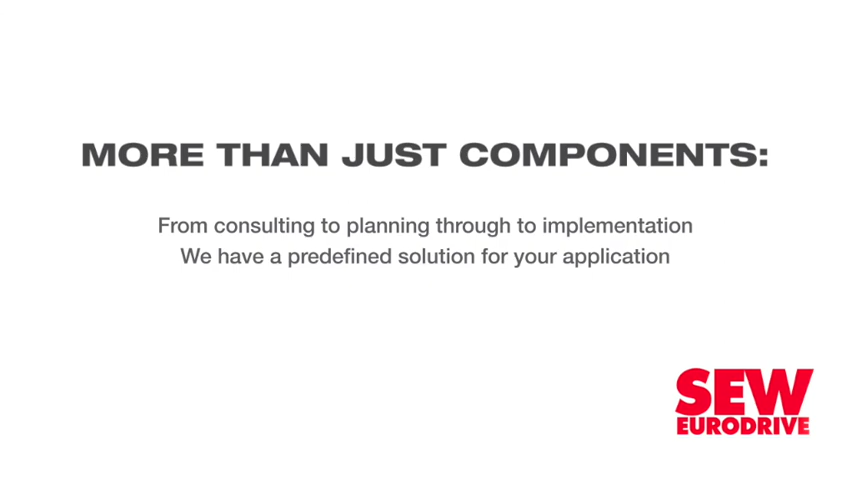 MORE THAN JUST COMPONENTS:
From consulting to planning through to implementation
We have a predefined solution for your application
SEW
EURODRIVE